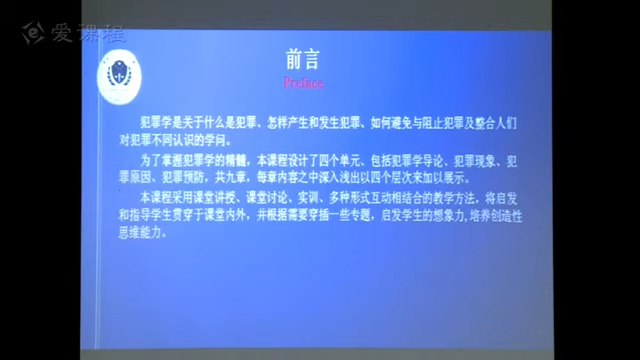 爱课程
前言
Preface
犯罪学是关于什么是犯罪、怎样产生和发生犯罪、如何避免与阻止犯罪及整合人们
对犯罪不同认识的学问。
为了掌握犯罪学的精髓，本课程设计了四个单元、包括犯罪学导论、犯罪现象、犯
罪原因、犯罪预防，共九章，每章内容之中深入浅出以四个层次来加以展示。
本课程采用课堂讲授、课堂讨论、实训、多种形式互动相结合的教学方法，将启发
和指导学生贯穿于课堂内外，并根据需要穿插一些专题，启发学生的想象力,培养创造性
思维能力。